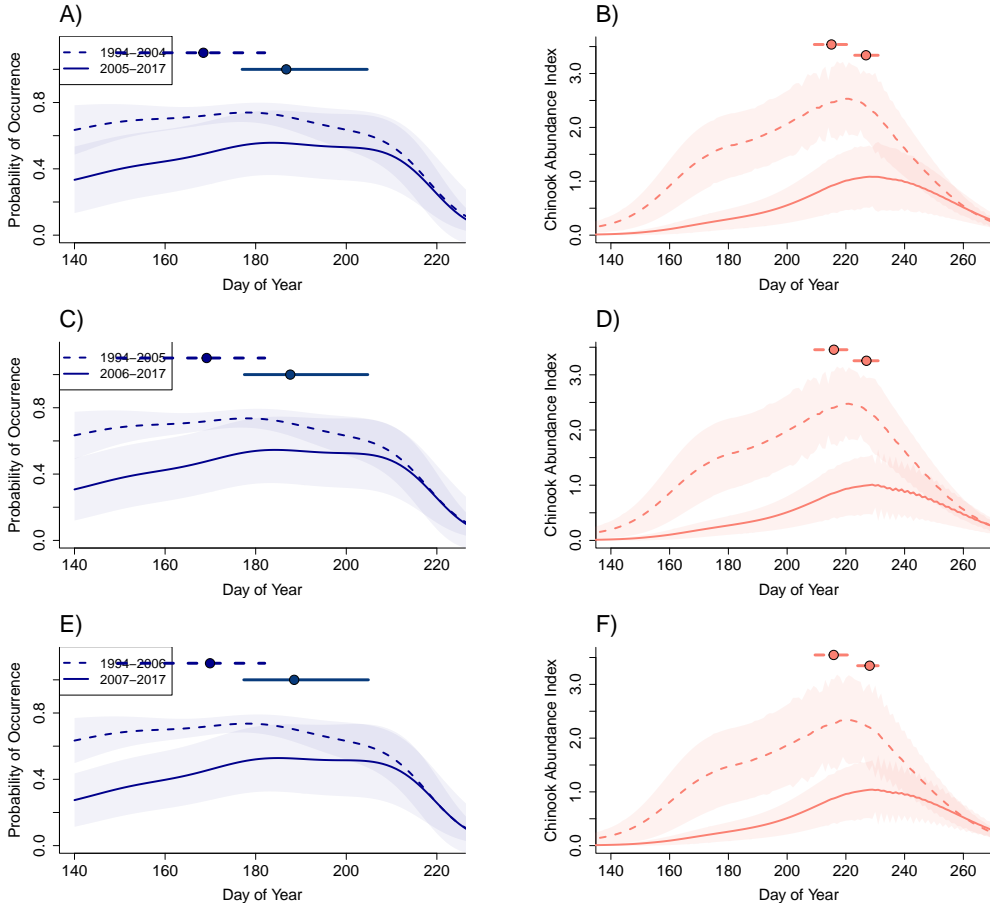 A)
B)
1994–2004
2005–2017
Probability of Occurrence
0.0 0.4 0.8
140 160 180 200 220
Day of Year
Chinook Abundance Index
0.0 1.0 2.0 3.0
140 160 180 200 220 240 260
Day of Year
C)
D)
1994–2005
2006–2017
Probability of Occurrence
0.0 0.4 0.8
140 160 180 200 220
Day of Year
Chinook Abundance Index
0.0 1.0 2.0 3.0
140 160 180 200 220 240 260
Day of Year
E)
F)
1994–2006
2007–2017
Probability of Occurrence
0.0 0.4 0.8
140 160 180 200 220
Day of Year
Chinook Abundance Index
0.0 1.0 2.0 3.0
140 160 180 200 220 240 260
Day of Year